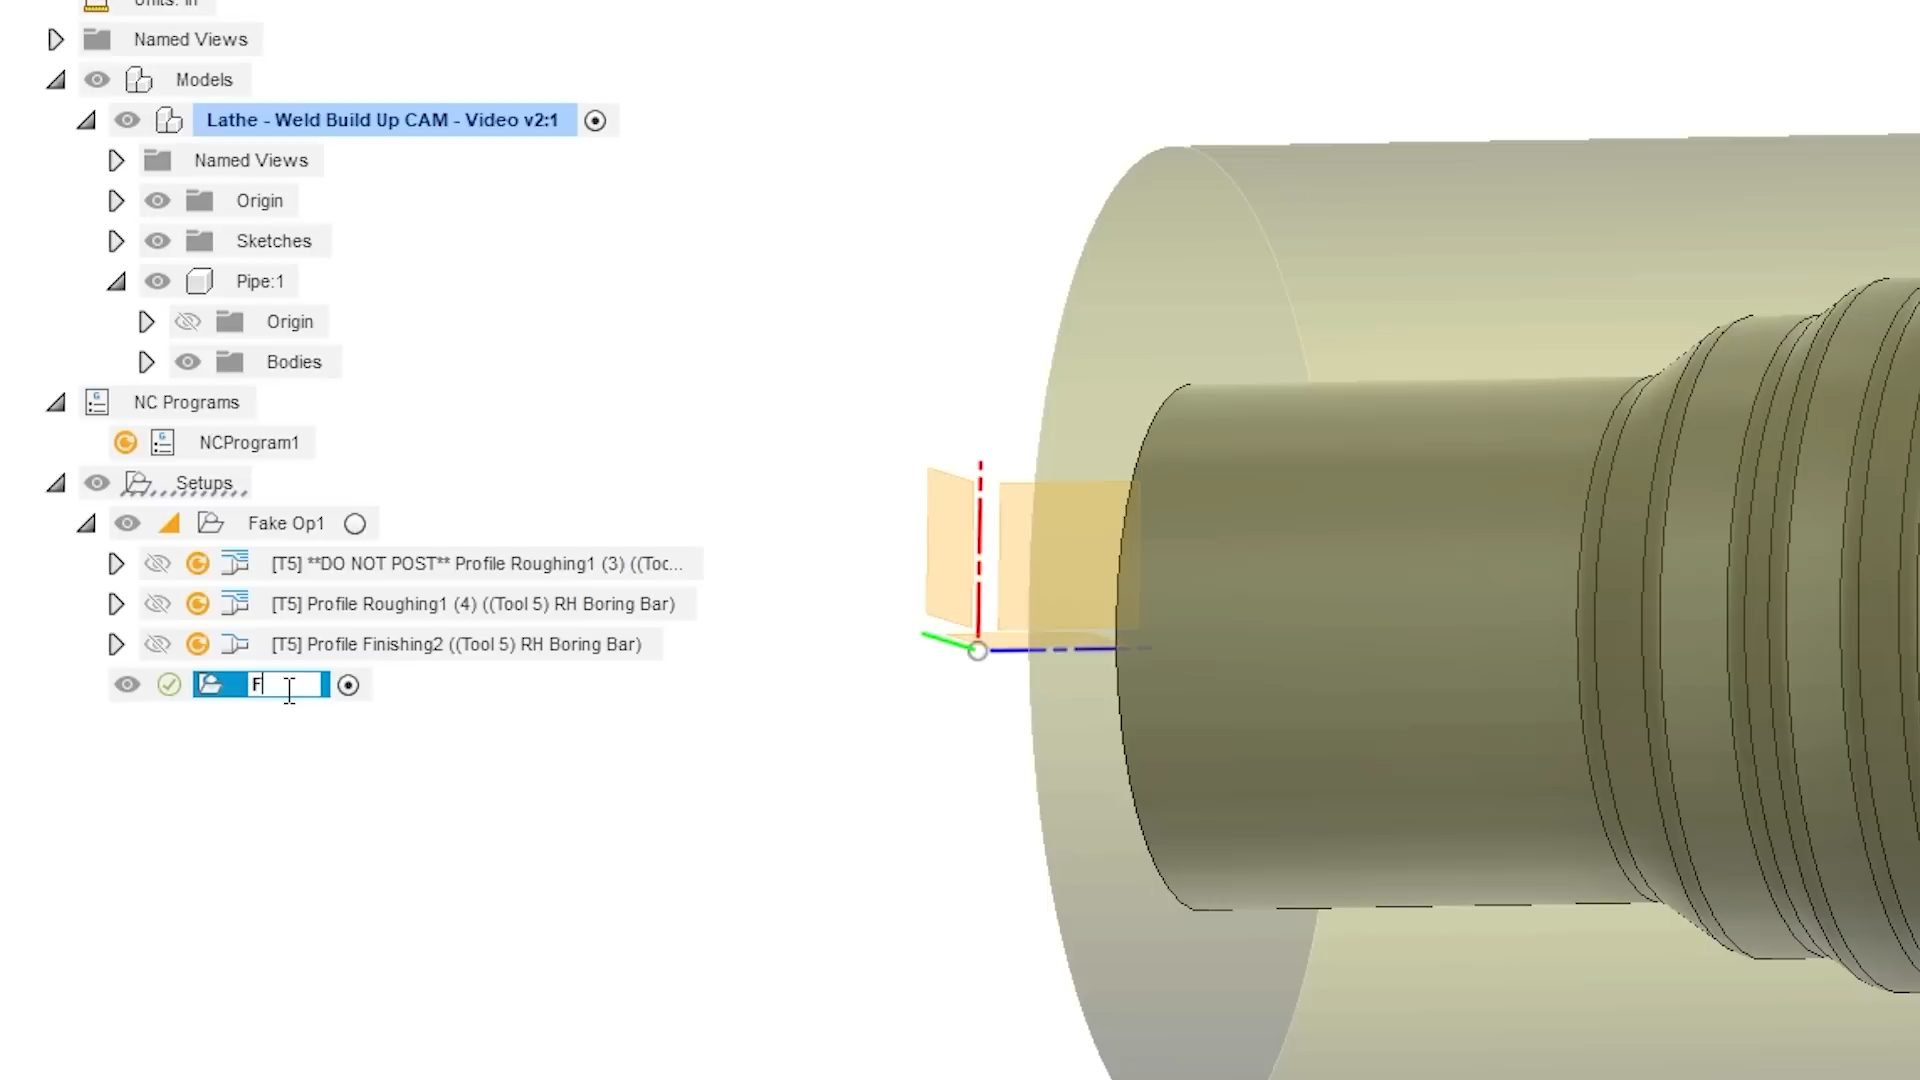 Units: in
Named Views
Models
Lathe - Weld Build Up CAM - Video v2:1
Named Views
Origin
Sketches
Pipe:1
Origin
Bodies
NC Programs
NCProgram1
Setups
Fake Op1
[T5] **DO NOT POST** Profile Roughing1 (3) ((Toc...
[T5] Profile Roughing1 (4) ((Tool 5) RH Boring Bar)
[T5] Profile Finishing2 ((Tool 5) RH Boring Bar)
F